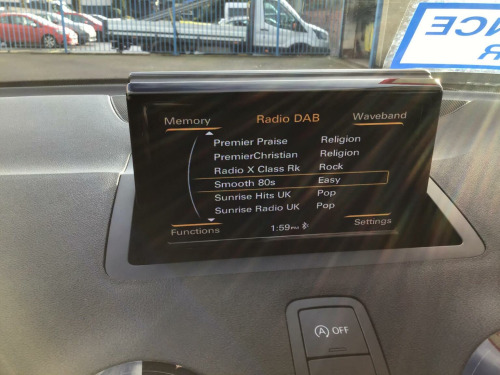 NCE
R
Memory Radio DAB Waveband
Premier Praise Religion
PremierChristian Religion
Radio X Class Rk Rock
Smooth 80s Easy
Sunrise Hits UK Pop
Sunrise Radio UK Pop
Functions 1:59PM Settings
A OFF